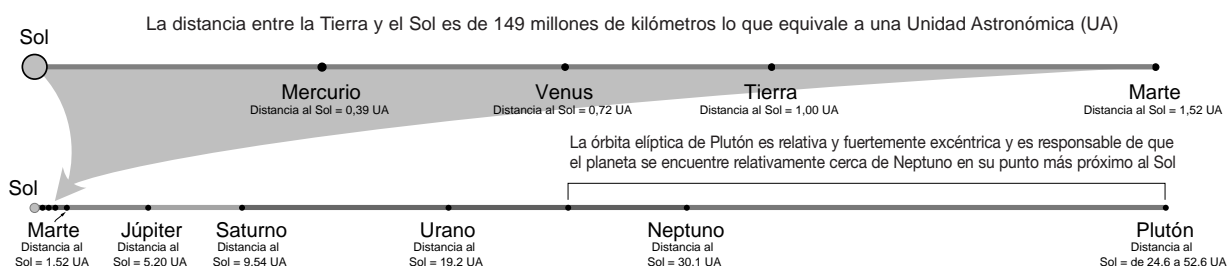 La distancia entre la Tierra y el Sol es de 149 millones de kilómetros lo que equivale a una Unidad Astronómica (UA)
Sol
Mercurio
Distancia al Sol = 0,39 UA
Venus
Distancia al Sol = 0,72 UA
Tierra
Distancia al Sol = 1,00 UA
Marte
Distancia al Sol = 1,52 UA
La órbita elíptica de Plutón es relativa y fuertemente excéntrica y es responsable de que
el planeta se encuentre relativamente cerca de Neptuno en su punto más próximo al Sol
Sol
Marte
Distancia al
Sol = 1,52 UA
Júpiter
Distancia al
Sol = 5,20 UA
Saturno
Distancia al
Sol = 9,54 UA
Urano
Distancia al
Sol = 19,2 UA
Neptuno
Distancia al
Sol = 30,1 UA
Plutón
Distancia al
Sol = de 24,6 a 52,6 UA